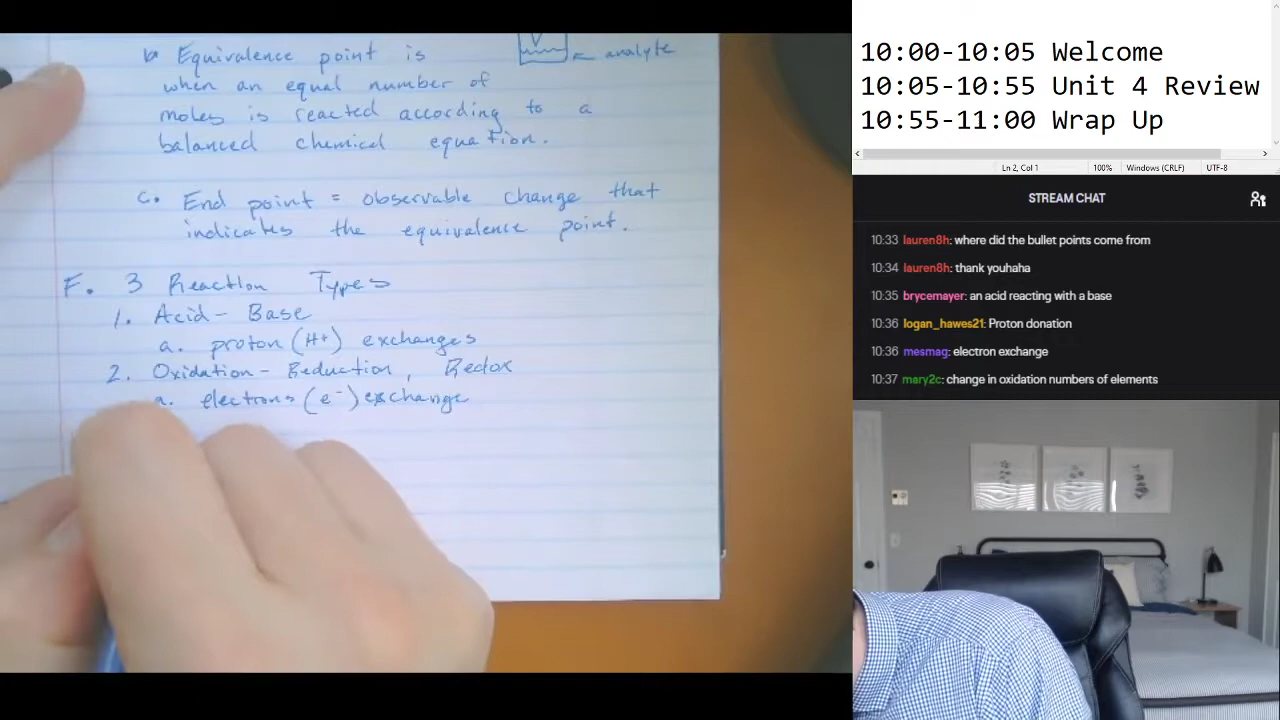 b Equivalence point is
← analyte
when an equal number of
moles is reacted according to a
balanced chemical equation.
c. End point = observable change that
indicates the equivalence point.
F. 3 Reaction Types
1. Acid - Base
a. proton (H+) exchanges
2. Oxidation - Reduction, Redox
a. electrons (e-) exchange
10:00-10:05 Welcome
10:05-10:55 Unit 4 Review
10:55-11:00 Wrap Up
Ln 2, Col 1 100% Windows (CRLF) UTF-8
STREAM CHAT
10:33 lauren8h: where did the bullet points come from
10:34 lauren8h: thank youhaha
10:35 brycemayer: an acid reacting with a base
10:36 logan_hawes21: Proton donation
10:36 mesmag: electron exchange
10:37 mary2c: change in oxidation numbers of elements